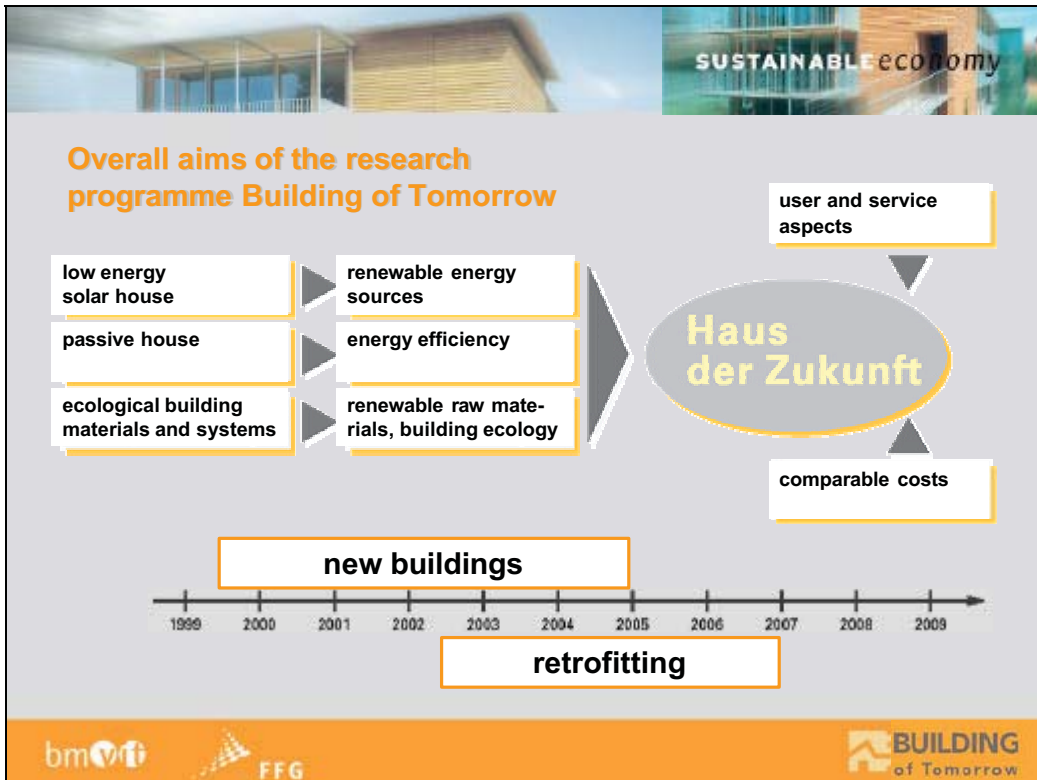 SUSTAINABLE economy
Overall aims of the research
programme Building of Tomorrow
user and service
aspects
low energy
solar house
renewable energy
sources
passive house
energy efficiency
Haus
der Zukunft
ecological building
materials and systems
renewable raw mate-
rials, building ecology
comparable costs
new buildings
1999 2000 2001 2002 2003 2004 2005 2006 2007 2008 2009
retrofitting
bmvit
FFG
BUILDING
of Tomorrow